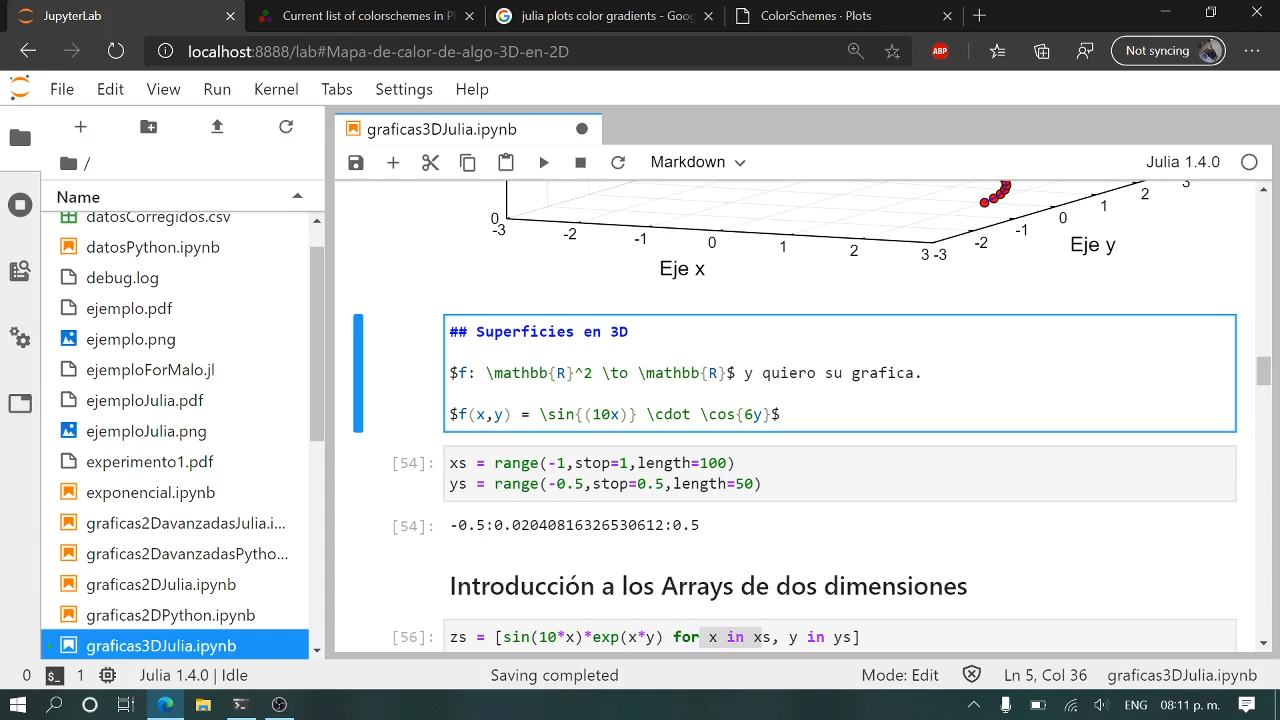 JupyterLab
Current list of colorschemes in P
julia plots color gradients - Goog
ColorSchemes · Plots
localhost:8888/lab#Mapa-de-calor-de-algo-3D-en-2D
ABP
Not syncing
File Edit View Run Kernel Tabs Settings Help
graficas3DJulia.ipynb
/
Markdown
Julia 1.4.0
Name
datosCorregidos.csv
datosPython.ipynb
debug.log
ejemplo.pdf
ejemplo.png
ejemploForMalo.jl
ejemploJulia.pdf
ejemploJulia.png
experimento1.pdf
exponencial.ipynb
graficas2DavanzadasJulia.i...
graficas2DavanzadasPytho...
graficas2DJulia.ipynb
graficas2DPython.ipynb
graficas3DJulia.ipynb
0
-3 -2 -1 0 1 2 3
-3 -2 -1 0 1 2 3
Eje x
Eje y
## Superficies en 3D
$f: \mathbb{R}^2 \to \mathbb{R}$ y quiero su grafica.
$f(x,y) = \sin{(10x)} \cdot \cos{6y}$
[54]: xs = range(-1,stop=1,length=100)
ys = range(-0.5,stop=0.5,length=50)
[54]: -0.5:0.02040816326530612:0.5
Introducción a los Arrays de dos dimensiones
[56]: zs = [sin(10*x)*exp(x*y) for x in xs, y in ys]
0 $_ 1 Julia 1.4.0 | Idle Saving completed Mode: Edit Ln 5, Col 36 graficas3DJulia.ipynb
ENG 08:11 p. m.